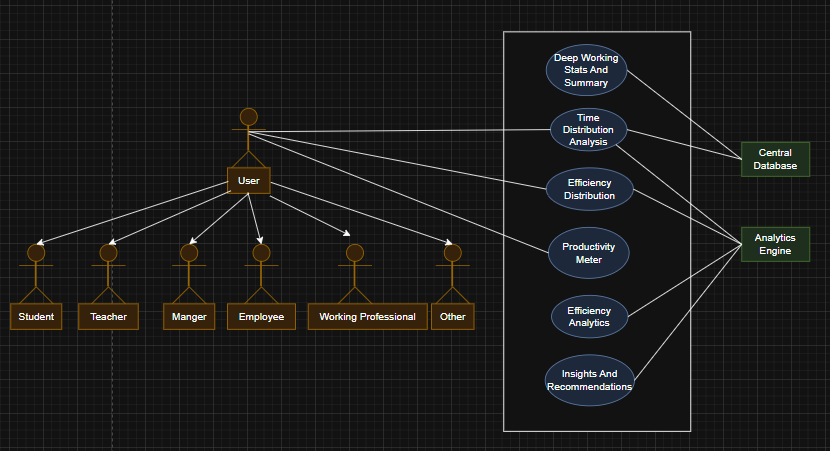 Deep Working
Stats And
Summary
Time
Distribution
Analysis
Central
Database
User
Efficiency
Distribution
Productivity
Meter
Analytics
Engine
Student
Teacher
Manger
Employee
Working Professional
Other
Efficiency
Analytics
Insights And
Recommendations